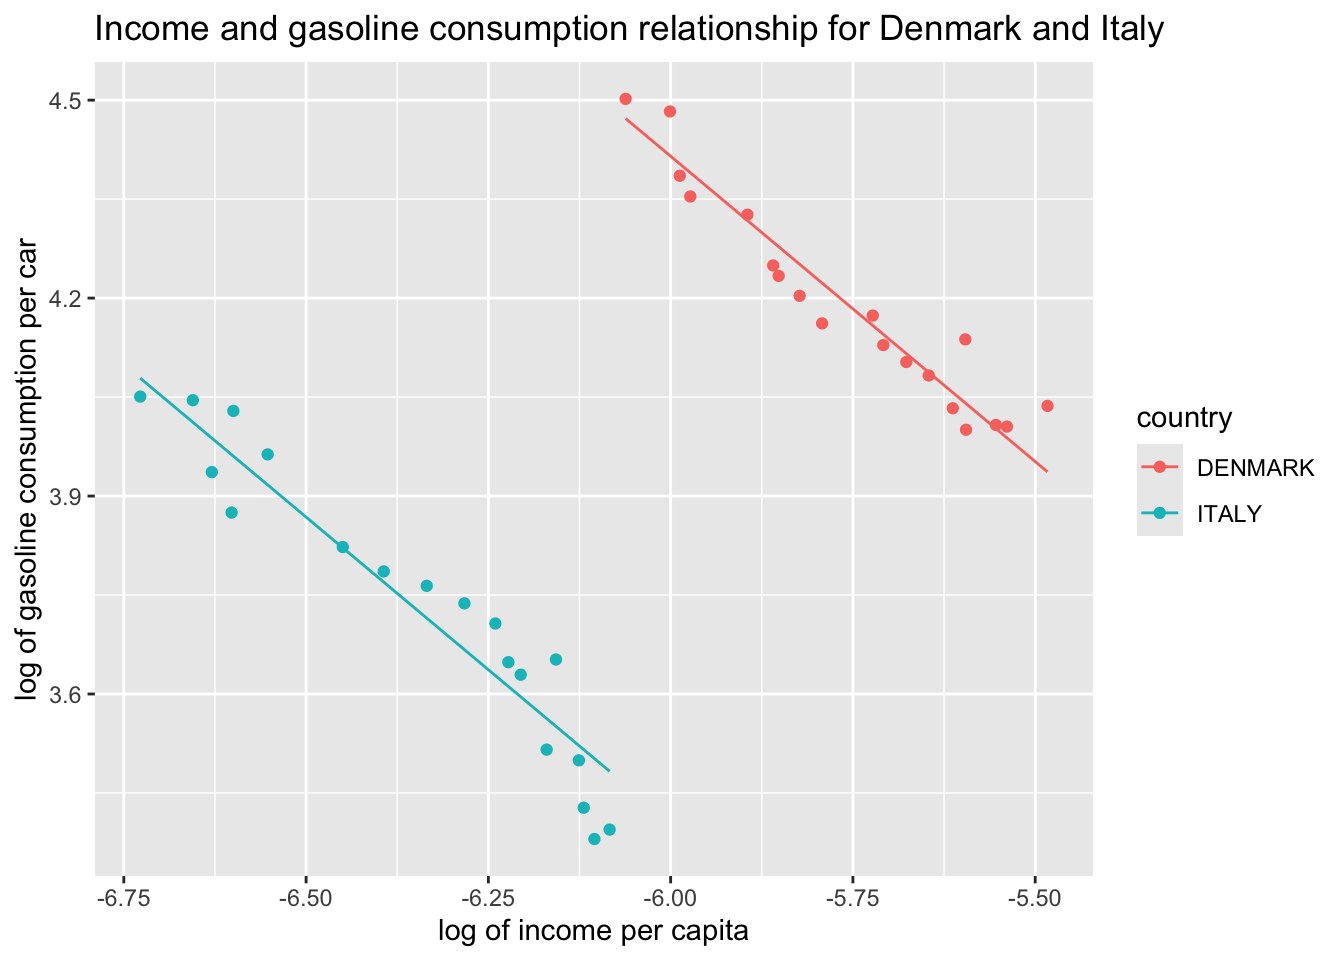 Income and gasoline consumption relationship for Denmark and Italy
log of gasoline consumption per car
4.5
4.2
3.9
3.6
-6.75 -6.50 -6.25 -6.00 -5.75 -5.50
log of income per capita
country
DENMARK
ITALY